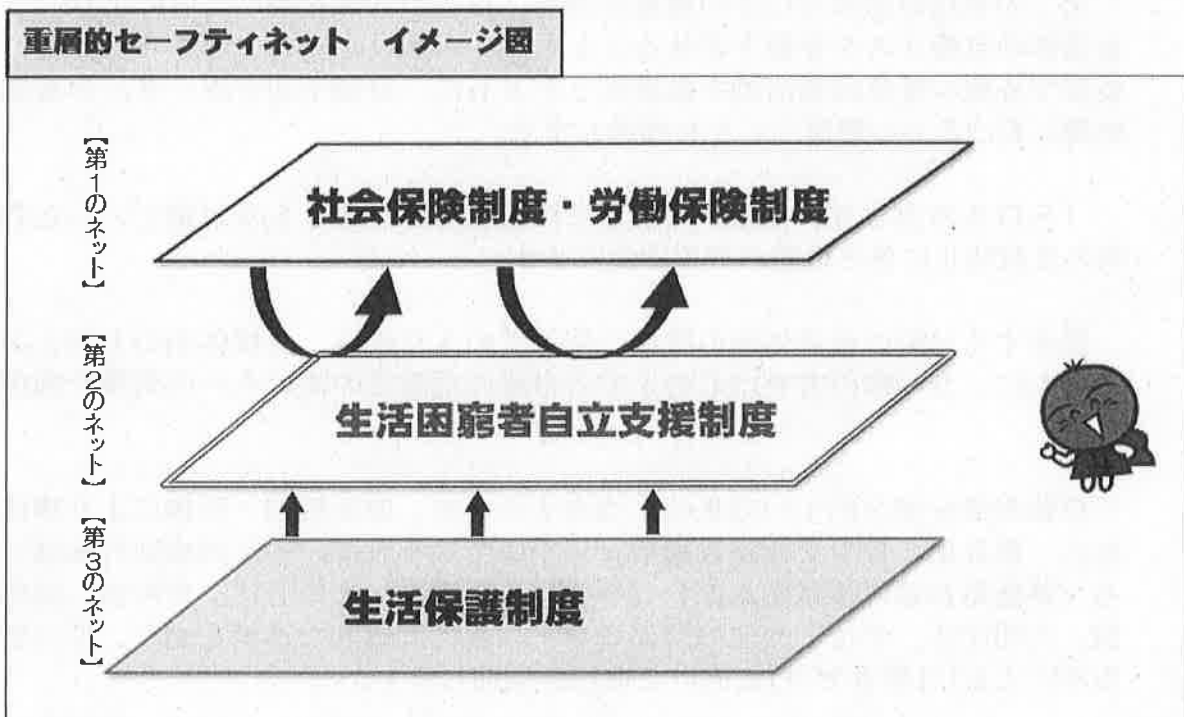 重層的セーフティネット　イメージ図
【第1のネット】
社会保険制度・労働保険制度
【第2のネット】
生活困窮者自立支援制度
【第3のネット】
生活保護制度